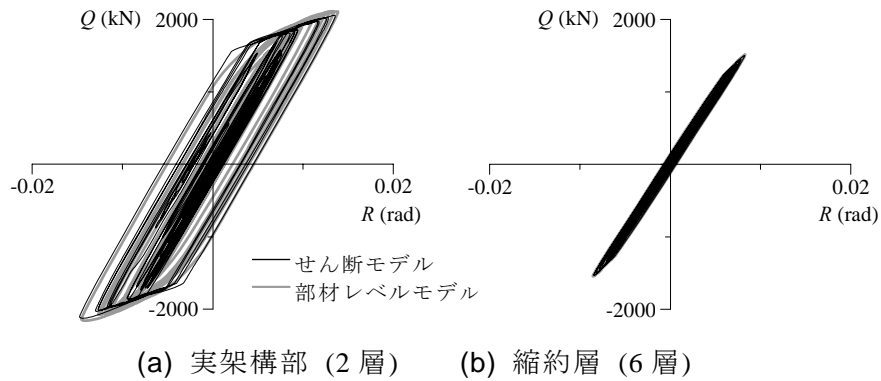 Q (kN)
2000
-0.02
0.02
R (rad)
-2000
せん断モデル
部材レベルモデル
(a) 実架構部 (2 層)
Q (kN)
2000
-0.02
0.02
R (rad)
-2000
(b) 縮約層 (6 層)